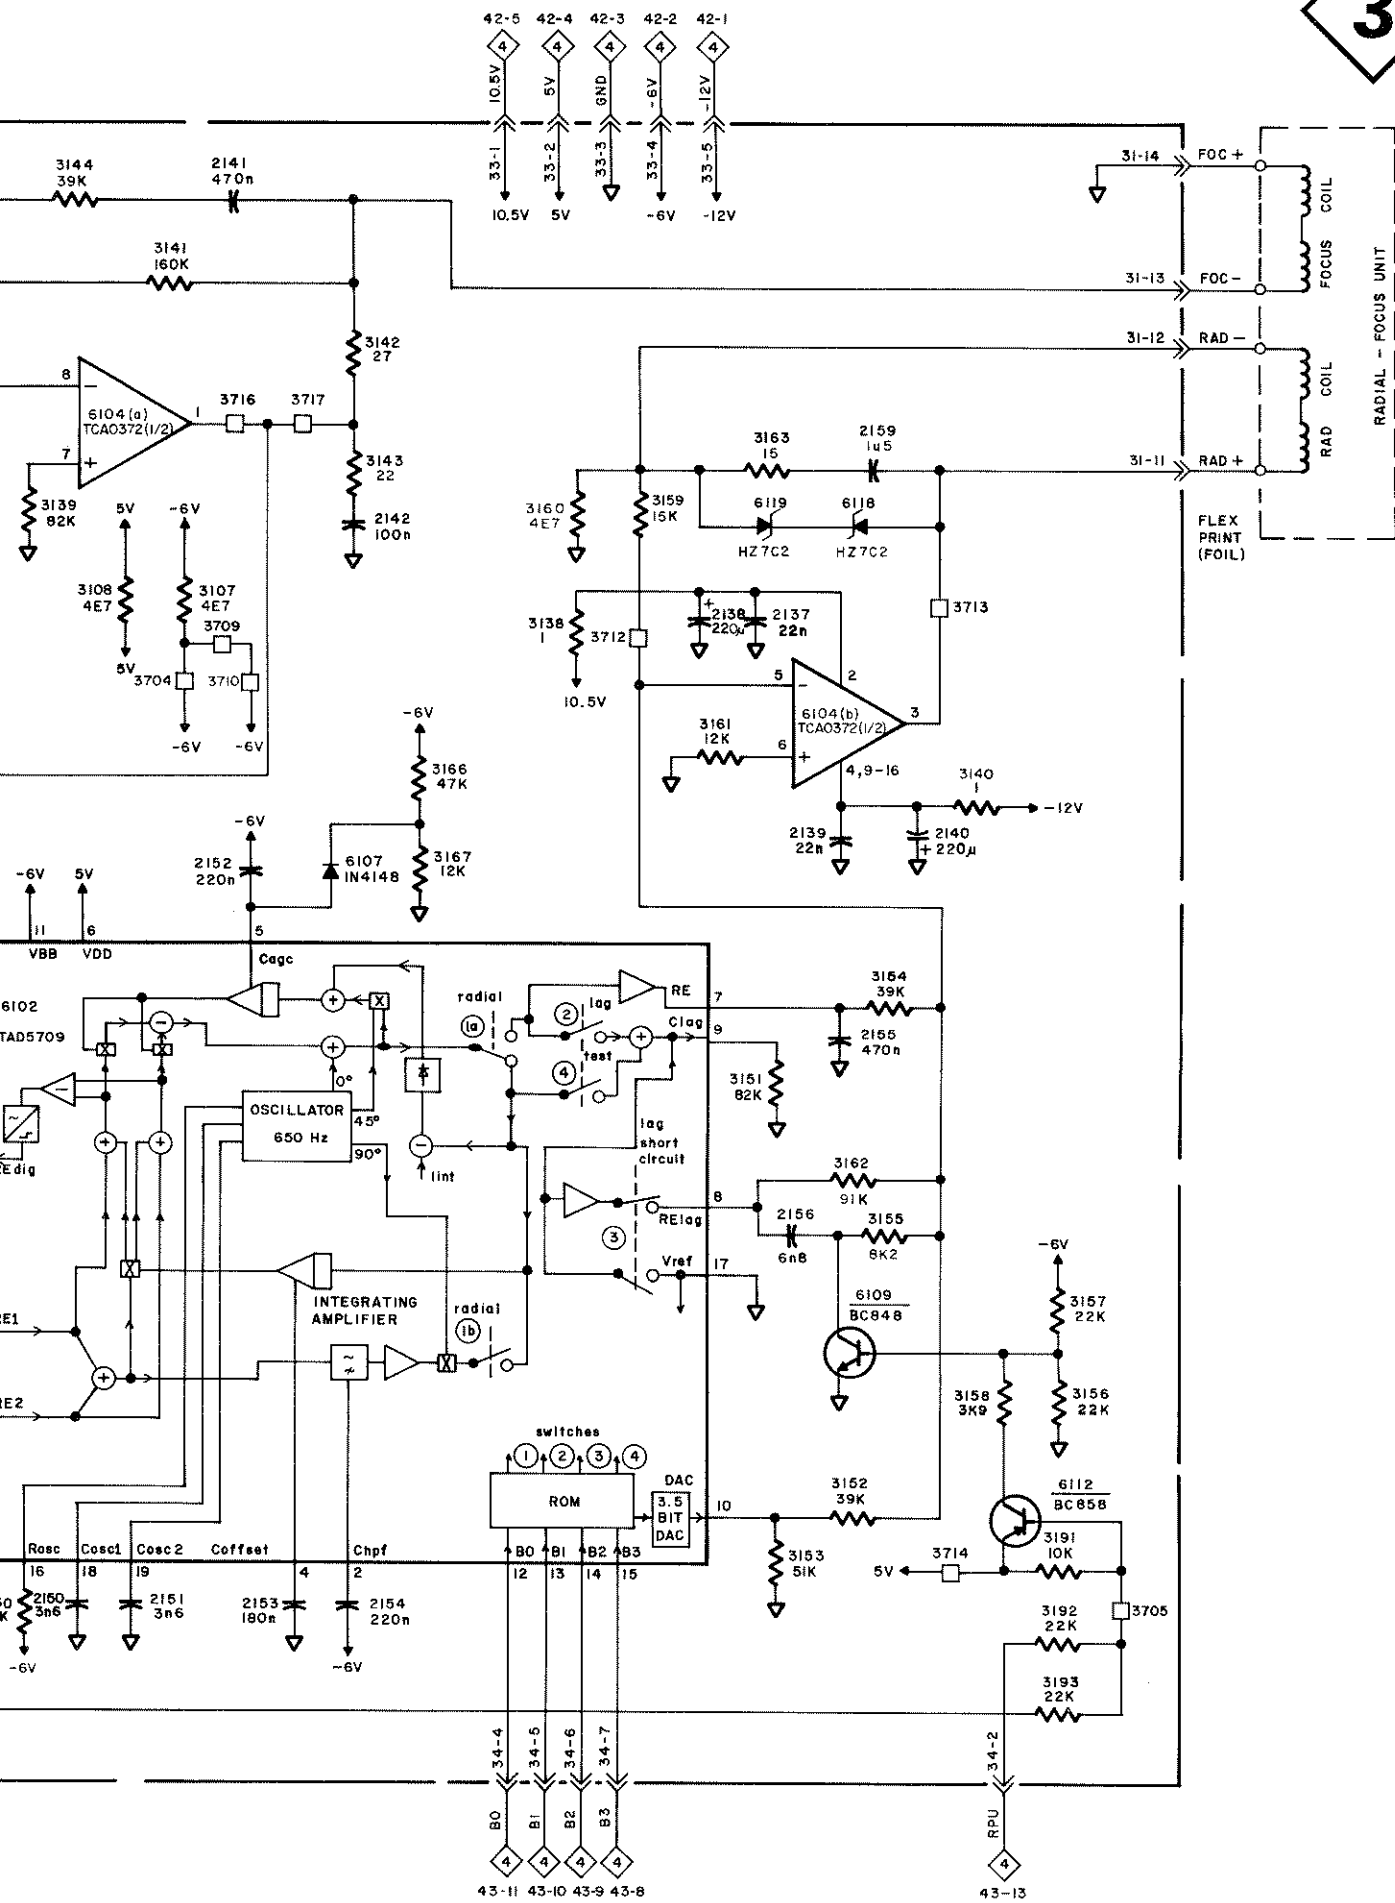 3
42-5 42-4 42-3 42-2 42-1
4 4 4 4 4
10.5V 5V GND -6V -12V
33-1 33-2 33-3 33-4 33-5
10.5V 5V -6V -12V
3144
39K
2141
470n
3141
160K
31-14 FOC +
31-13 FOC -
31-12 RAD -
31-11 RAD +
FOCUS COIL
RAD COIL
RADIAL - FOCUS UNIT
FLEX
PRINT
(FOIL)
3142
27
8
6104(a)
TCA0372(1/2)
7
1
3716 3717
3143
22
2142
100n
3139
82K
5V -6V
3108
4E7
3107
4E7
3709
5V
3704 3710
-6V -6V
3163
15
2159
1u5
3160
4E7
3159
15K
6119
HZ7C2
6118
HZ7C2
3138
1
3712
10.5V
2138
220µ
2137
22n
3713
5
2
6104(b)
TCA0372(1/2)
3
6
4,9-16
3161
12K
3140
1
-12V
2139
22n
2140
220µ
-6V
3166
47K
-6V
2152
220n
6107
1N4148
3167
12K
-6V 5V
11 6 5
VBB VDD Cagc
6102
TAD5709
radial
1a
2
lag
RE
7
Clag
9
test
4
3154
39K
2155
470n
3151
82K
OSCILLATOR
650 Hz
0°
45°
90°
Iint
lag
short
circuit
REdig
8
RElag
3
Vref
17
3162
91K
2156
6n8
3155
8K2
INTEGRATING
AMPLIFIER
radial
1b
RE1
RE2
6109
BC848
-6V
3157
22K
3158
3K9
3156
22K
switches
1 2 3 4
ROM
DAC
3.5
BIT
DAC
10
3152
39K
3153
51K
6112
BC858
3191
10K
3714
5V
3705
3192
22K
3193
22K
Rosc Cosc1 Cosc2 Coffset Chpf B0 B1 B2 B3
16 18 19 4 2 12 13 14 15
2150
3n6
2151
3n6
2153
180n
2154
220n
-6V
-6V
34-4 34-5 34-6 34-7 34-2
B0 B1 B2 B3 RPU
4 4 4 4 4
43-11 43-10 43-9 43-8 43-13